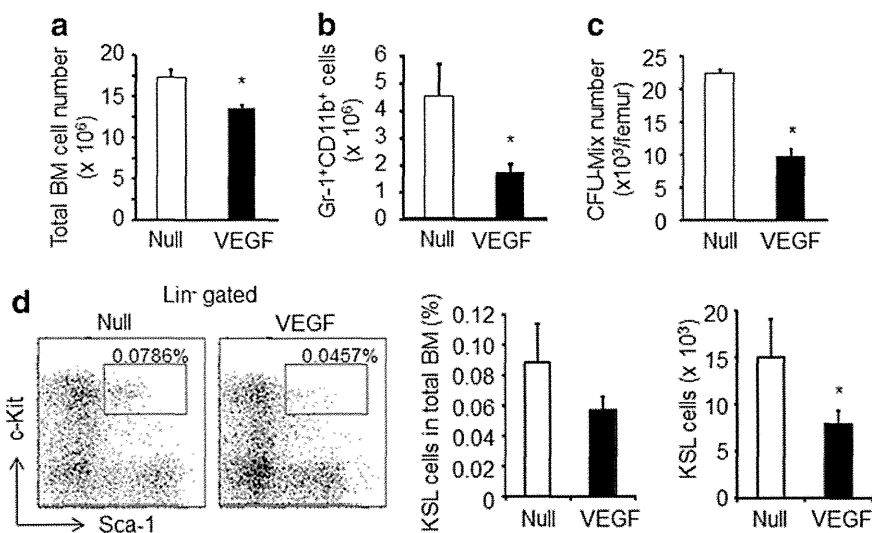 a
Total BM cell number
(x 10⁶)
20
15
10
5
0
*
Null
VEGF
b
Gr-1⁺CD11b⁺ cells
(x 10⁶)
6
5
4
3
2
1
0
*
Null
VEGF
c
CFU-Mix number
(x10³/femur)
25
20
15
10
5
0
*
Null
VEGF
d
Lin⁻ gated
Null
VEGF
0.0786%
0.0457%
c-Kit
Sca-1
KSL cells in total BM (%)
0.12
0.10
0.08
0.06
0.04
0.02
0
Null
VEGF
KSL cells (x 10³)
20
15
10
5
0
*
Null
VEGF